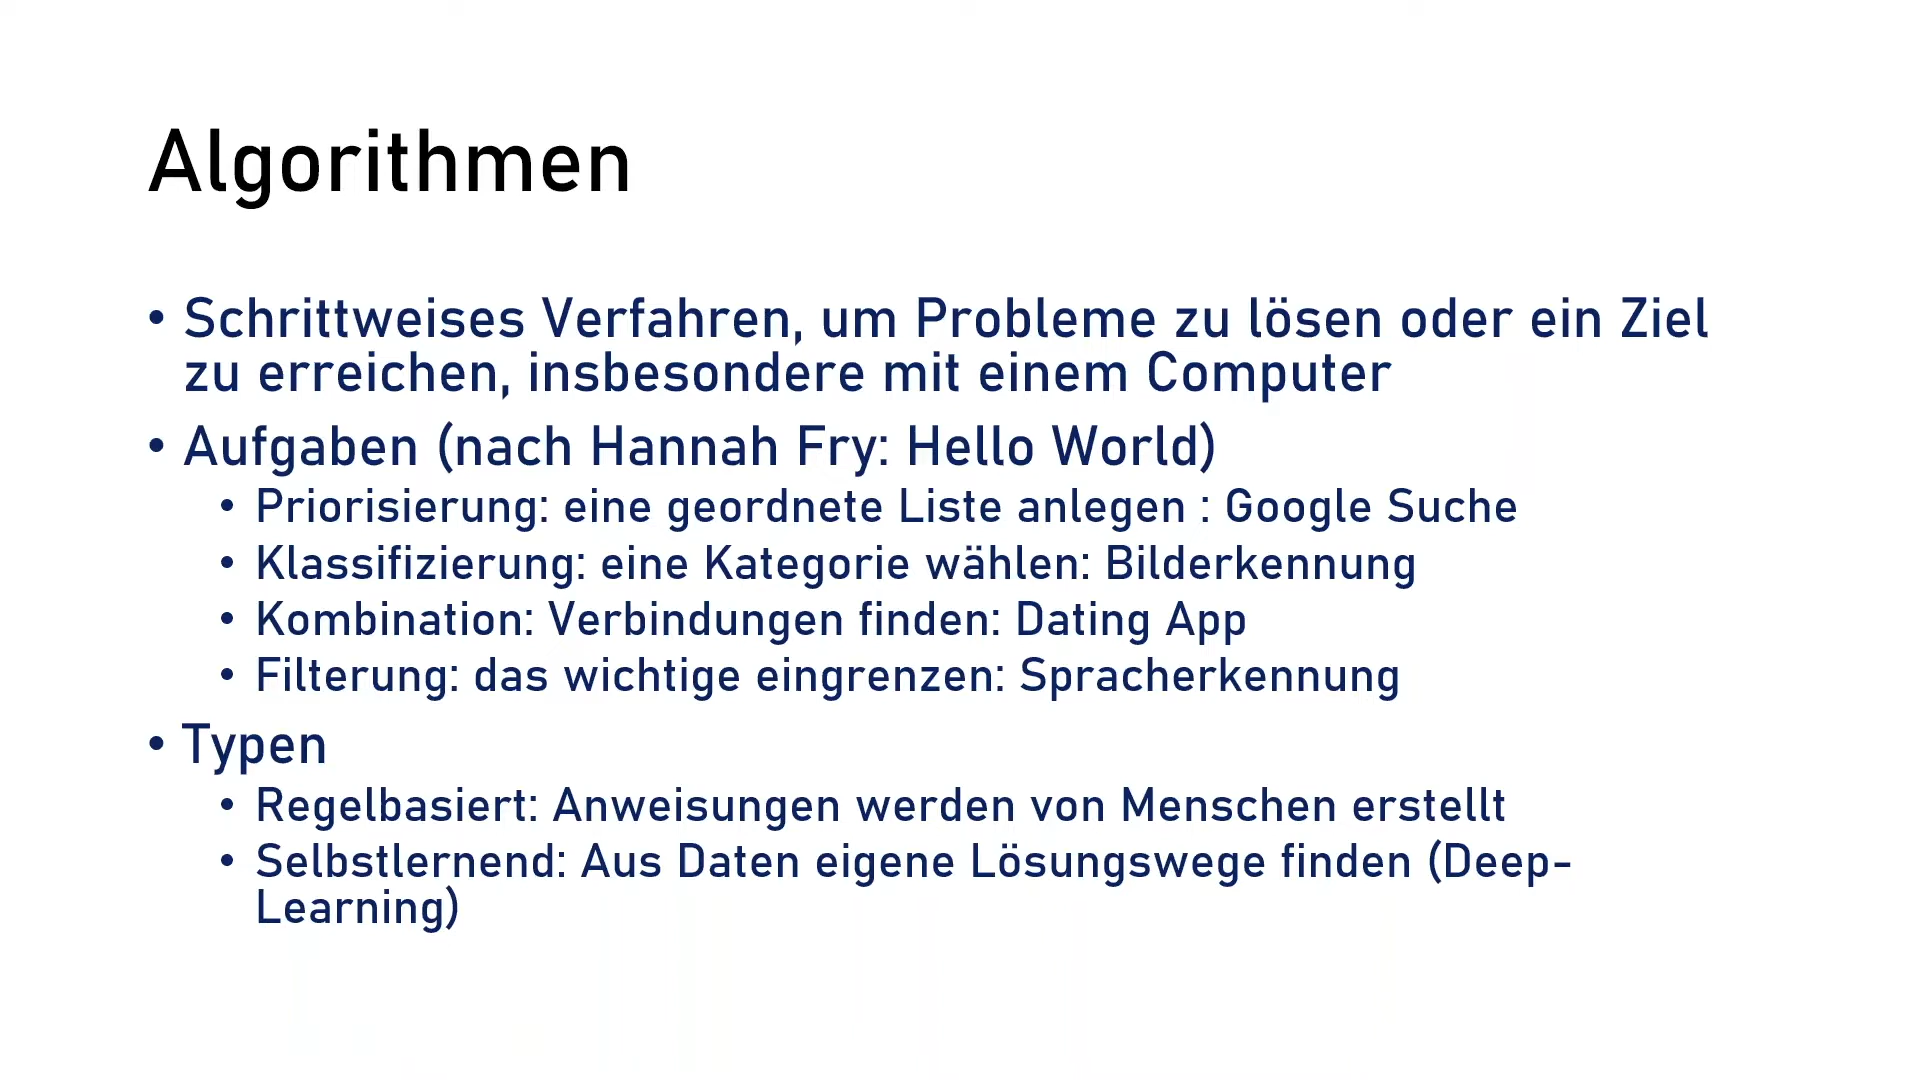 Algorithmen
• Schrittweises Verfahren, um Probleme zu lösen oder ein Ziel
zu erreichen, insbesondere mit einem Computer
• Aufgaben (nach Hannah Fry: Hello World)
• Priorisierung: eine geordnete Liste anlegen : Google Suche
• Klassifizierung: eine Kategorie wählen: Bilderkennung
• Kombination: Verbindungen finden: Dating App
• Filterung: das wichtige eingrenzen: Spracherkennung
• Typen
• Regelbasiert: Anweisungen werden von Menschen erstellt
• Selbstlernend: Aus Daten eigene Lösungswege finden (Deep-
Learning)